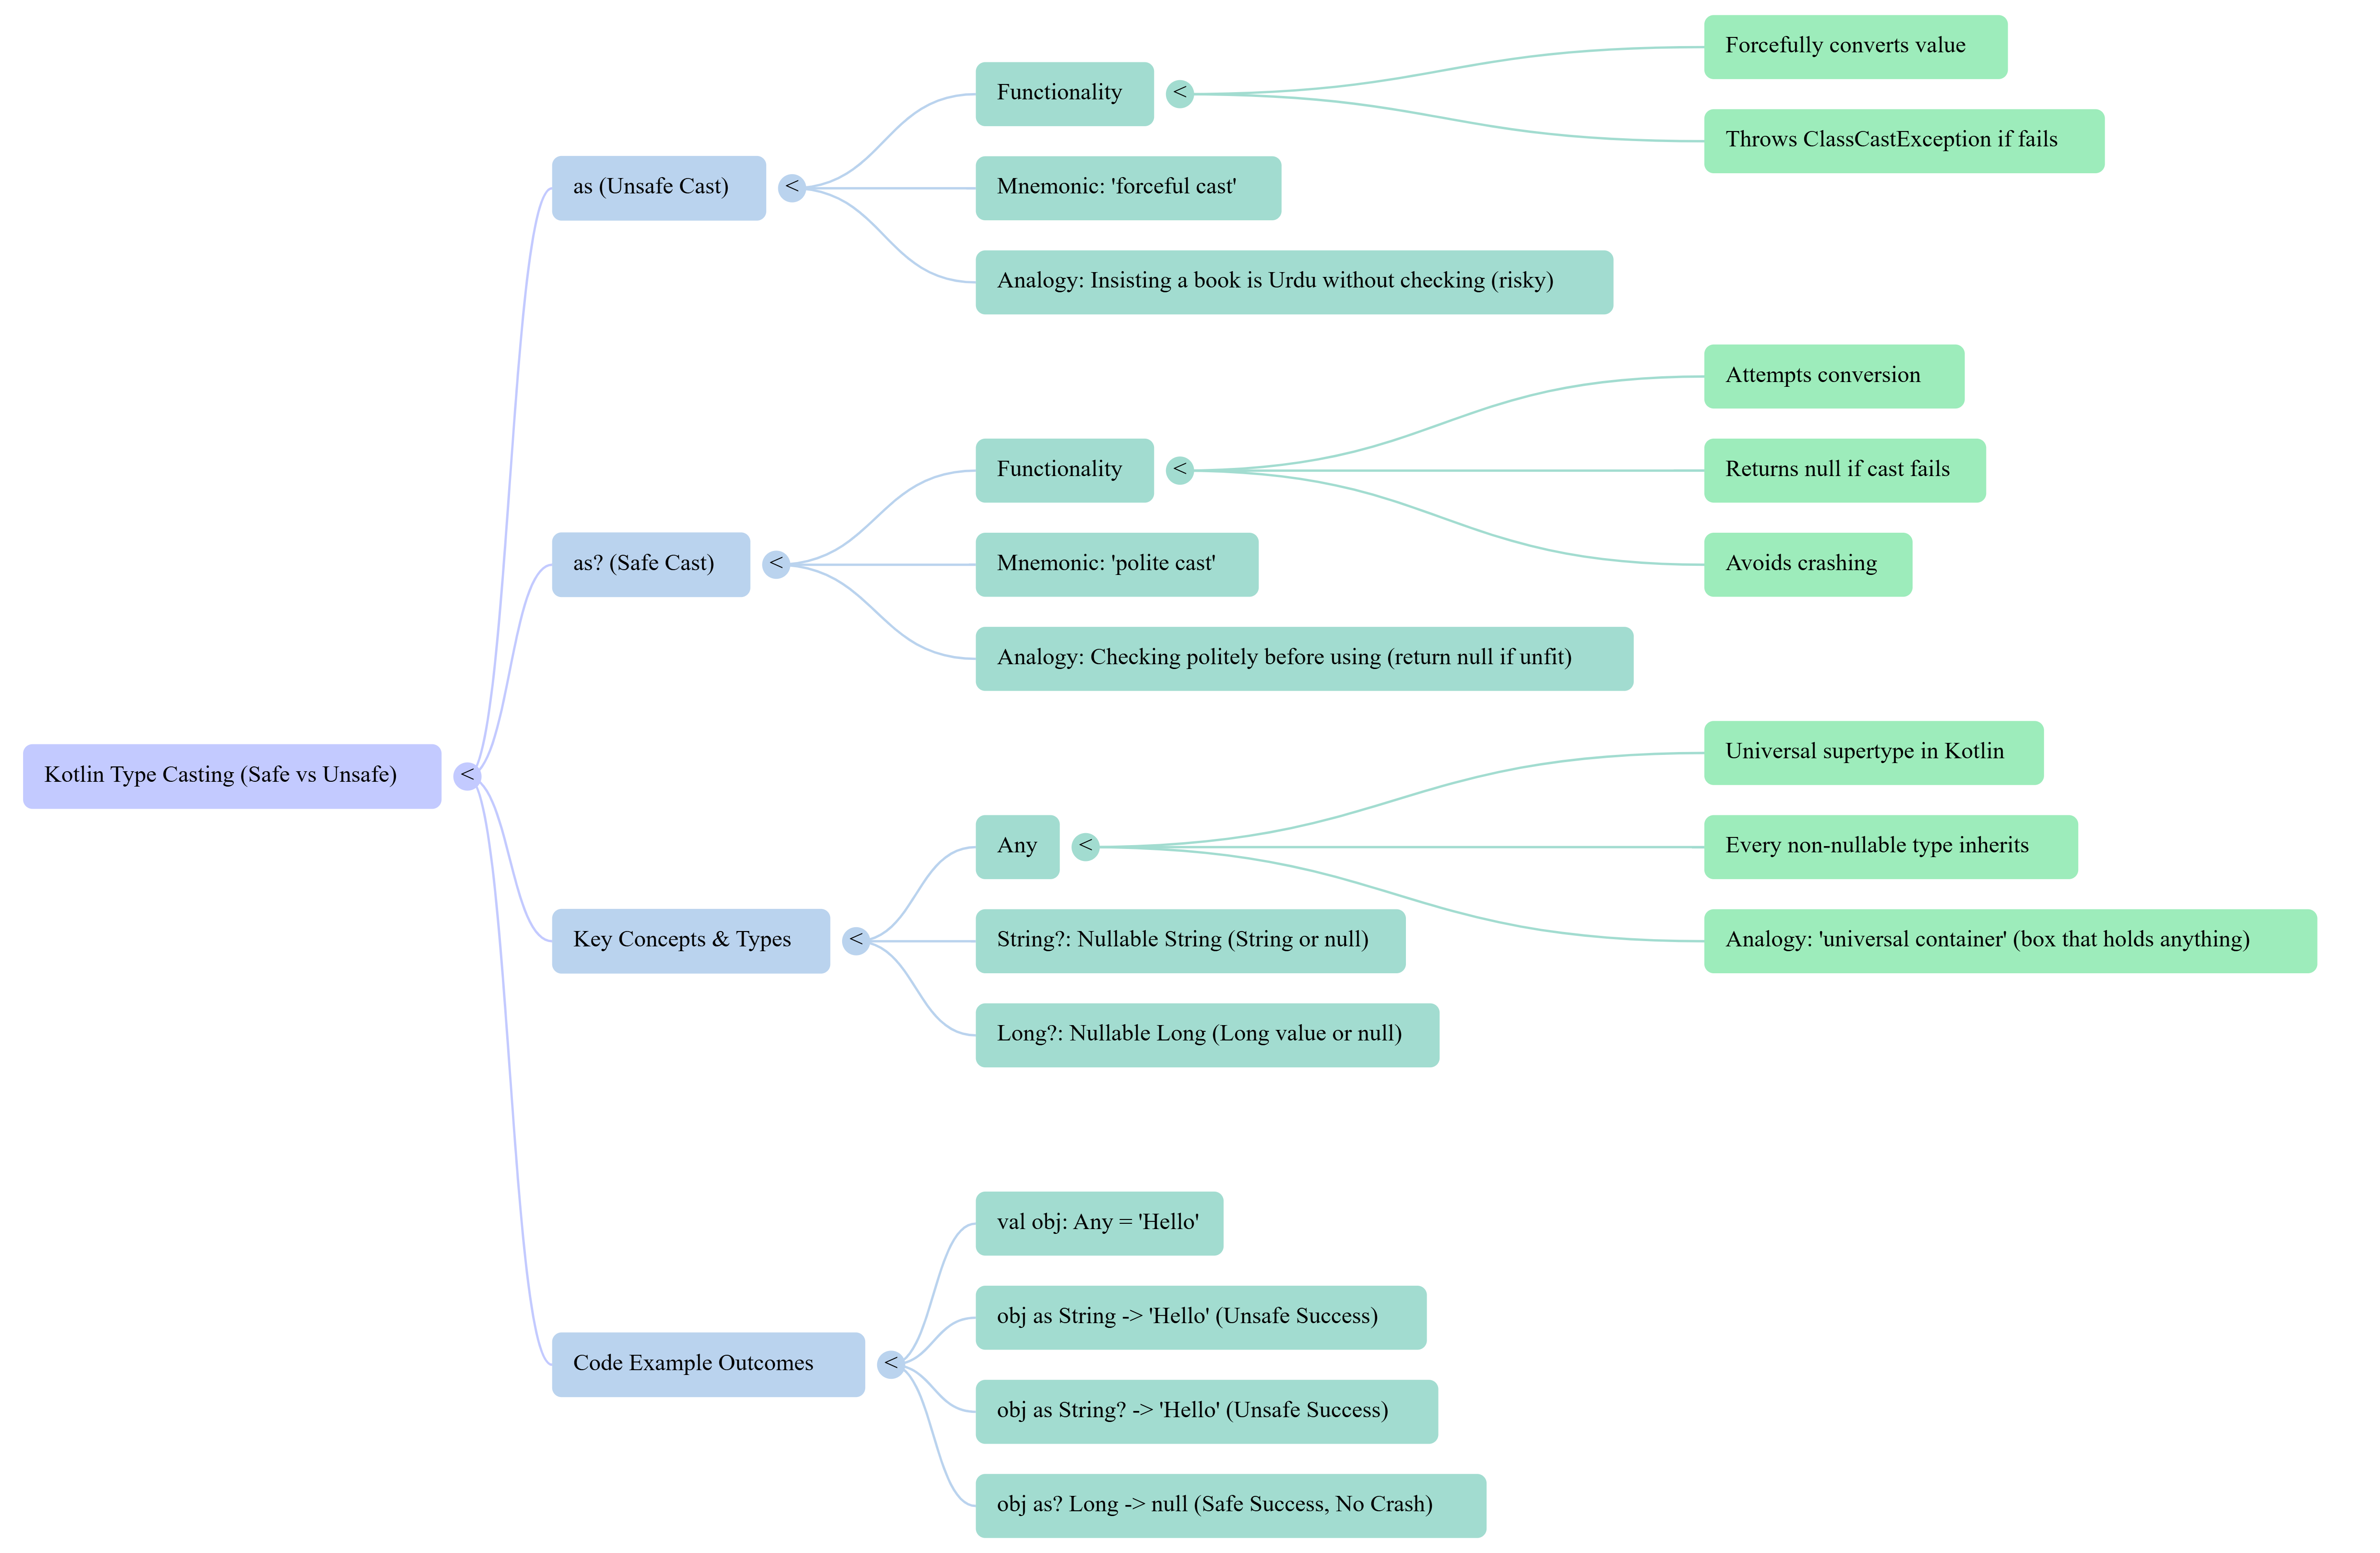 Kotlin Type Casting (Safe vs Unsafe)
<
as (Unsafe Cast)
<
Functionality
<
Forcefully converts value
Throws ClassCastException if fails
Mnemonic: 'forceful cast'
Analogy: Insisting a book is Urdu without checking (risky)
as? (Safe Cast)
<
Functionality
<
Attempts conversion
Returns null if cast fails
Avoids crashing
Mnemonic: 'polite cast'
Analogy: Checking politely before using (return null if unfit)
Key Concepts & Types
<
Any
<
Universal supertype in Kotlin
Every non-nullable type inherits
Analogy: 'universal container' (box that holds anything)
String?: Nullable String (String or null)
Long?: Nullable Long (Long value or null)
Code Example Outcomes
<
val obj: Any = 'Hello'
obj as String -> 'Hello' (Unsafe Success)
obj as String? -> 'Hello' (Unsafe Success)
obj as? Long -> null (Safe Success, No Crash)